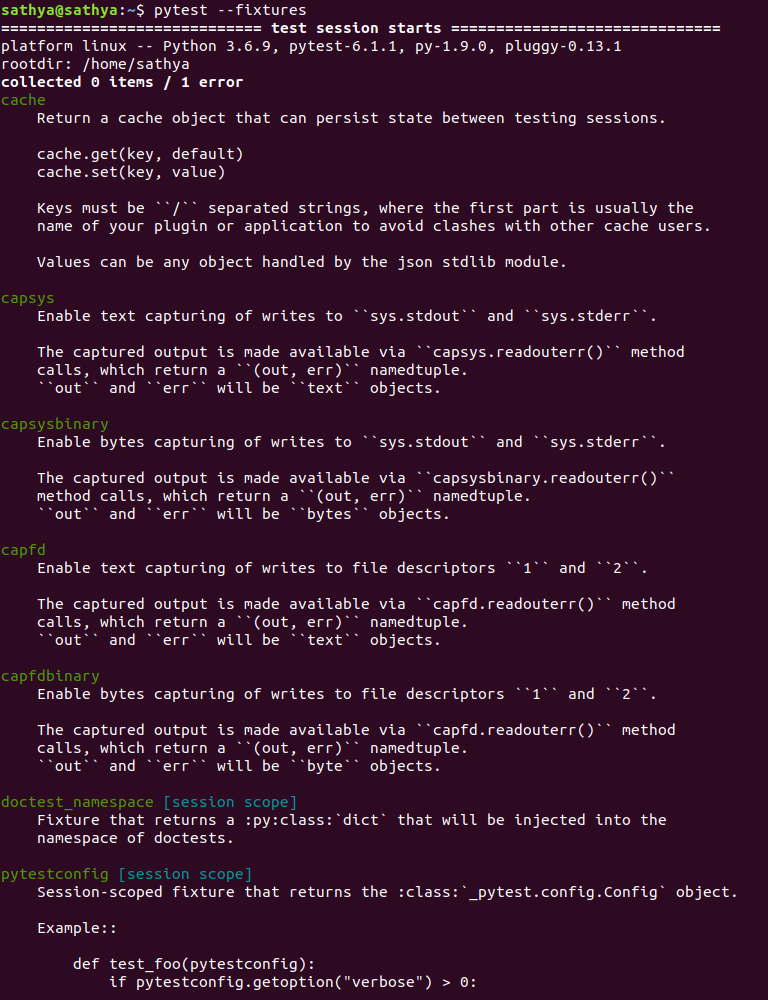 sathya@sathya:~$ pytest --fixtures
============================= test session starts ==============================
platform linux -- Python 3.6.9, pytest-6.1.1, py-1.9.0, pluggy-0.13.1
rootdir: /home/sathya
collected 0 items / 1 error
cache
    Return a cache object that can persist state between testing sessions.

    cache.get(key, default)
    cache.set(key, value)

    Keys must be ``/`` separated strings, where the first part is usually the
    name of your plugin or application to avoid clashes with other cache users.

    Values can be any object handled by the json stdlib module.

capsys
    Enable text capturing of writes to ``sys.stdout`` and ``sys.stderr``.

    The captured output is made available via ``capsys.readouterr()`` method
    calls, which return a ``(out, err)`` namedtuple.
    ``out`` and ``err`` will be ``text`` objects.

capsysbinary
    Enable bytes capturing of writes to ``sys.stdout`` and ``sys.stderr``.

    The captured output is made available via ``capsysbinary.readouterr()``
    method calls, which return a ``(out, err)`` namedtuple.
    ``out`` and ``err`` will be ``bytes`` objects.

capfd
    Enable text capturing of writes to file descriptors ``1`` and ``2``.

    The captured output is made available via ``capfd.readouterr()`` method
    calls, which return a ``(out, err)`` namedtuple.
    ``out`` and ``err`` will be ``text`` objects.

capfdbinary
    Enable bytes capturing of writes to file descriptors ``1`` and ``2``.

    The captured output is made available via ``capfd.readouterr()`` method
    calls, which return a ``(out, err)`` namedtuple.
    ``out`` and ``err`` will be ``byte`` objects.

doctest_namespace [session scope]
    Fixture that returns a :py:class:`dict` that will be injected into the
    namespace of doctests.

pytestconfig [session scope]
    Session-scoped fixture that returns the :class:`_pytest.config.Config` object.

    Example::

        def test_foo(pytestconfig):
            if pytestconfig.getoption("verbose") > 0: